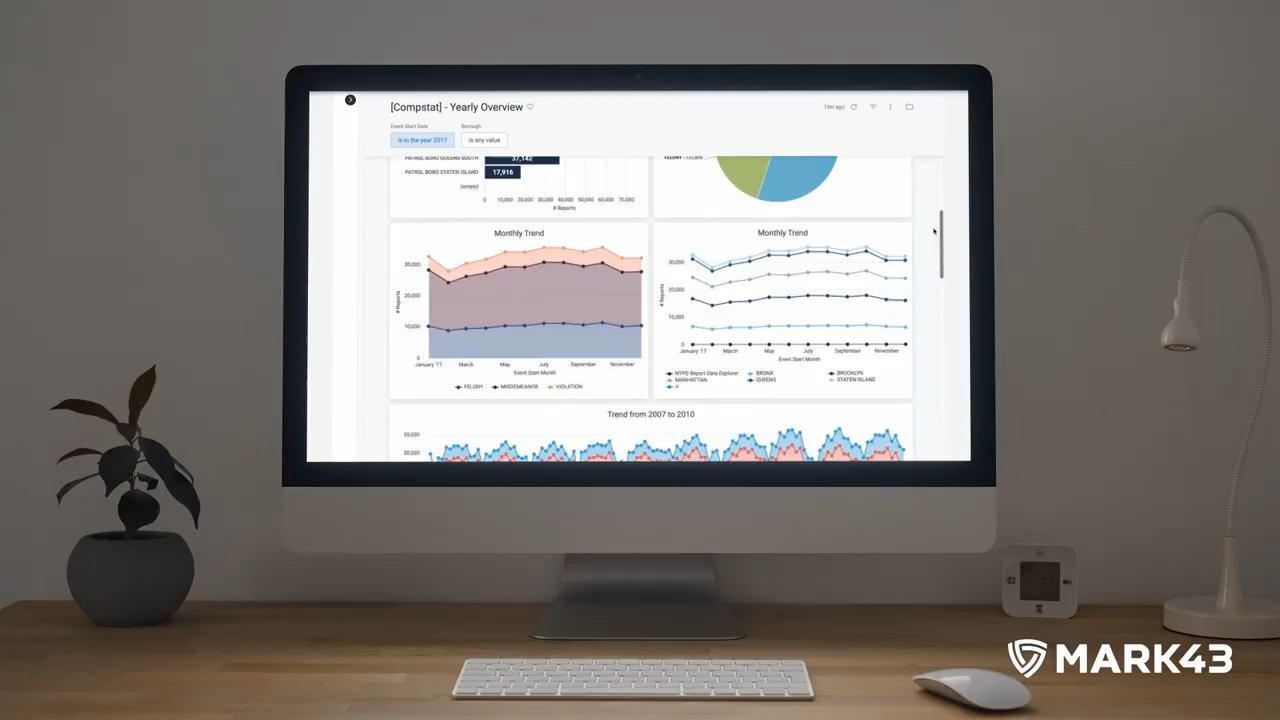 [Compstat] - Yearly Overview
13m ago
Event Start Date
Borough
is in the year 2017
is any value
PATROL BORO QUEENS SOUTH
37,142
PATROL BORO STATEN ISLAND
17,916
(empty)
0 10,000 20,000 30,000 40,000 50,000 60,000 70,000
# Reports
Monthly Trend
30,000
20,000
10,000
0
# Reports
January '17 March May July September November
Event Start Month
FELONY MISDEMEANOR VIOLATION
Monthly Trend
30,000
20,000
10,000
0
# Reports
January '17 March May July September November
Event Start Month
NYPD Report Data Explorer BRONX BROOKLYN
MANHATTAN QUEENS STATEN ISLAND
Trend from 2007 to 2010
35,000
30,000
MARK43